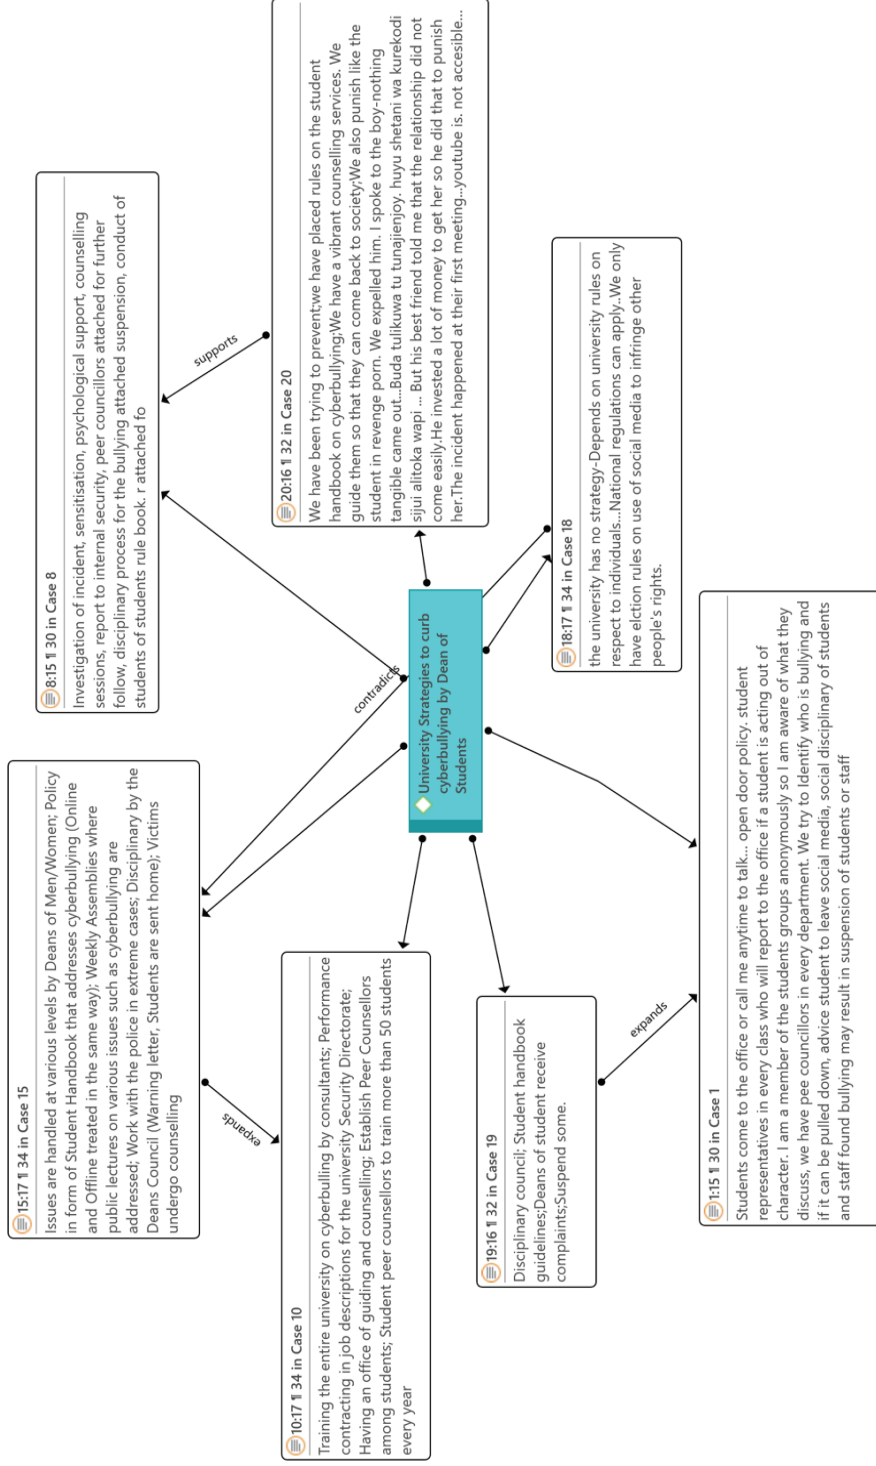 15:17 ¶ 34 in Case 15
Issues are handled at various levels by Deans of Men/Women; Policy
in form of Student Handbook that addresses cyberbullying (Online
and Offline treated in the same way); Weekly Assemblies where
public lectures on various issues such as cyberbullying are
addressed; Work with the police in extreme cases; Disciplinary by the
Deans Council (Warning letter, Students are sent home); Victims
undergo counselling
8:15 ¶ 30 in Case 8
Investigation of incident, sensitisation, psychological support, counselling
sessions, report to internal security, peer councillors attached for further
follow, disciplinary process for the bullying attached suspension, conduct of
students of students rule book. r attached fo
supports
expands
contradicts
10:17 ¶ 34 in Case 10
Training the entire university on cyberbulling by consultants; Performance
contracting in job descriptions for the university Security Directorate;
Having an office of guiding and counselling; Establish Peer Counsellors
among students; Student peer counsellors to train more than 50 students
every year
University Strategies to curb
cyberbullying by Dean of
Students
20:16 ¶ 32 in Case 20
We have been trying to prevent;we have placed rules on the student
handbook on cyberbullying;We have a vibrant counselling services. We
guide them so that they can come back to society;We also punish like the
student in revenge porn. We expelled him. I spoke to the boy-nothing
tangible came out...Buda tulikuwa tu tunajienjoy. huyu shetani wa kurekodi
sijui alitoka wapi ... But his best friend told me that the relationship did not
come easily.He invested a lot of money to get her so he did that to punish
her.The incident happened at their first meeting...youtube is. not accesible...
19:16 ¶ 32 in Case 19
Disciplinary council; Student handbook
guidelines;Deans of student receive
complaints;Suspend some.
18:17 ¶ 34 in Case 18
the university has no strategy-Depends on university rules on
respect to individuals...National regulations can apply..We only
have elction rules on use of social media to infringe other
people's rights.
expands
1:15 ¶ 30 in Case 1
Students come to the office or call me anytime to talk... open door policy. student
representatives in every class who will report to the office if a student is acting out of
character. I am a member of the students groups anonymously so I am aware of what they
discuss, we have pee councillors in every department. We try to Identify who is bullying and
if it can be pulled down, advice student to leave social media, social disciplinary of students
and staff found bullying may result in suspension of students or staff